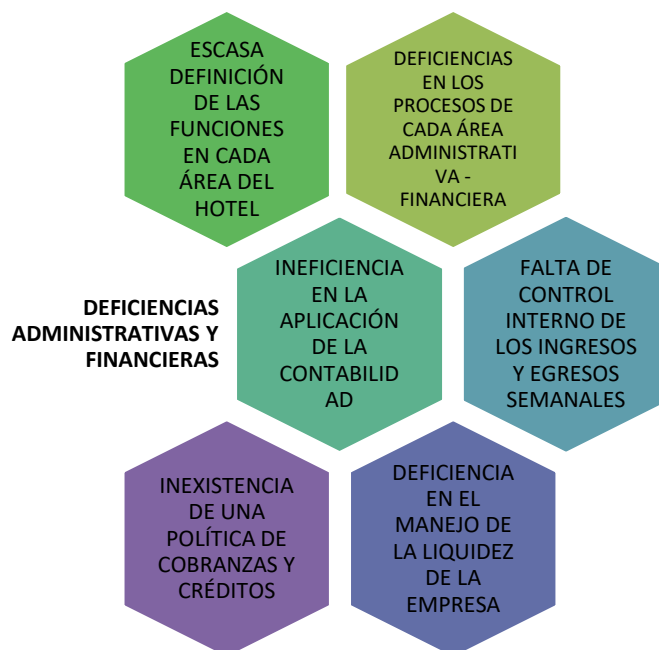 ESCASA
DEFINICIÓN
DE LAS
FUNCIONES
EN CADA
ÁREA DEL
HOTEL
DEFICIENCIAS
EN LOS
PROCESOS DE
CADA ÁREA
ADMINISTRATI
VA -
FINANCIERA
DEFICIENCIAS
ADMINISTRATIVAS Y
FINANCIERAS
INEFICIENCIA
EN LA
APLICACIÓN
DE LA
CONTABILID
AD
FALTA DE
CONTROL
INTERNO DE
LOS INGRESOS
Y EGRESOS
SEMANALES
INEXISTENCIA
DE UNA
POLÍTICA DE
COBRANZAS Y
CRÉDITOS
DEFICIENCIA
EN EL
MANEJO DE
LA LIQUIDEZ
DE LA
EMPRESA